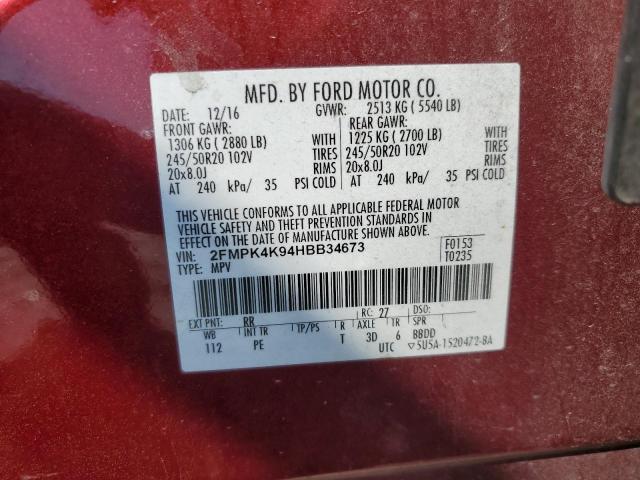 MFD. BY FORD MOTOR CO.
DATE: 12/16 GVWR: 2513 KG ( 5540 LB)
FRONT GAWR: REAR GAWR:
1306 KG ( 2880 LB) WITH 1225 KG ( 2700 LB) WITH
245/50R20 102V TIRES 245/50R20 102V TIRES
20x8.0J RIMS 20x8.0J RIMS
AT 240 kPa/ 35 PSI COLD AT 240 kPa/ 35 PSI COLD
THIS VEHICLE CONFORMS TO ALL APPLICABLE FEDERAL MOTOR
VEHICLE SAFETY AND THEFT PREVENTION STANDARDS IN
EFFECT ON THE DATE OF MANUFACTURE SHOWN ABOVE.
VIN: 2FMPK4K94HBB34673 F0153
TYPE: MPV T0235
EXT PNT: RR RC: 27 DSO:
WB INT TR TP/PS R AXLE TR SPR
112 PE T 3D 6 BBDD
UTC ▽5U5A-1520472-BA